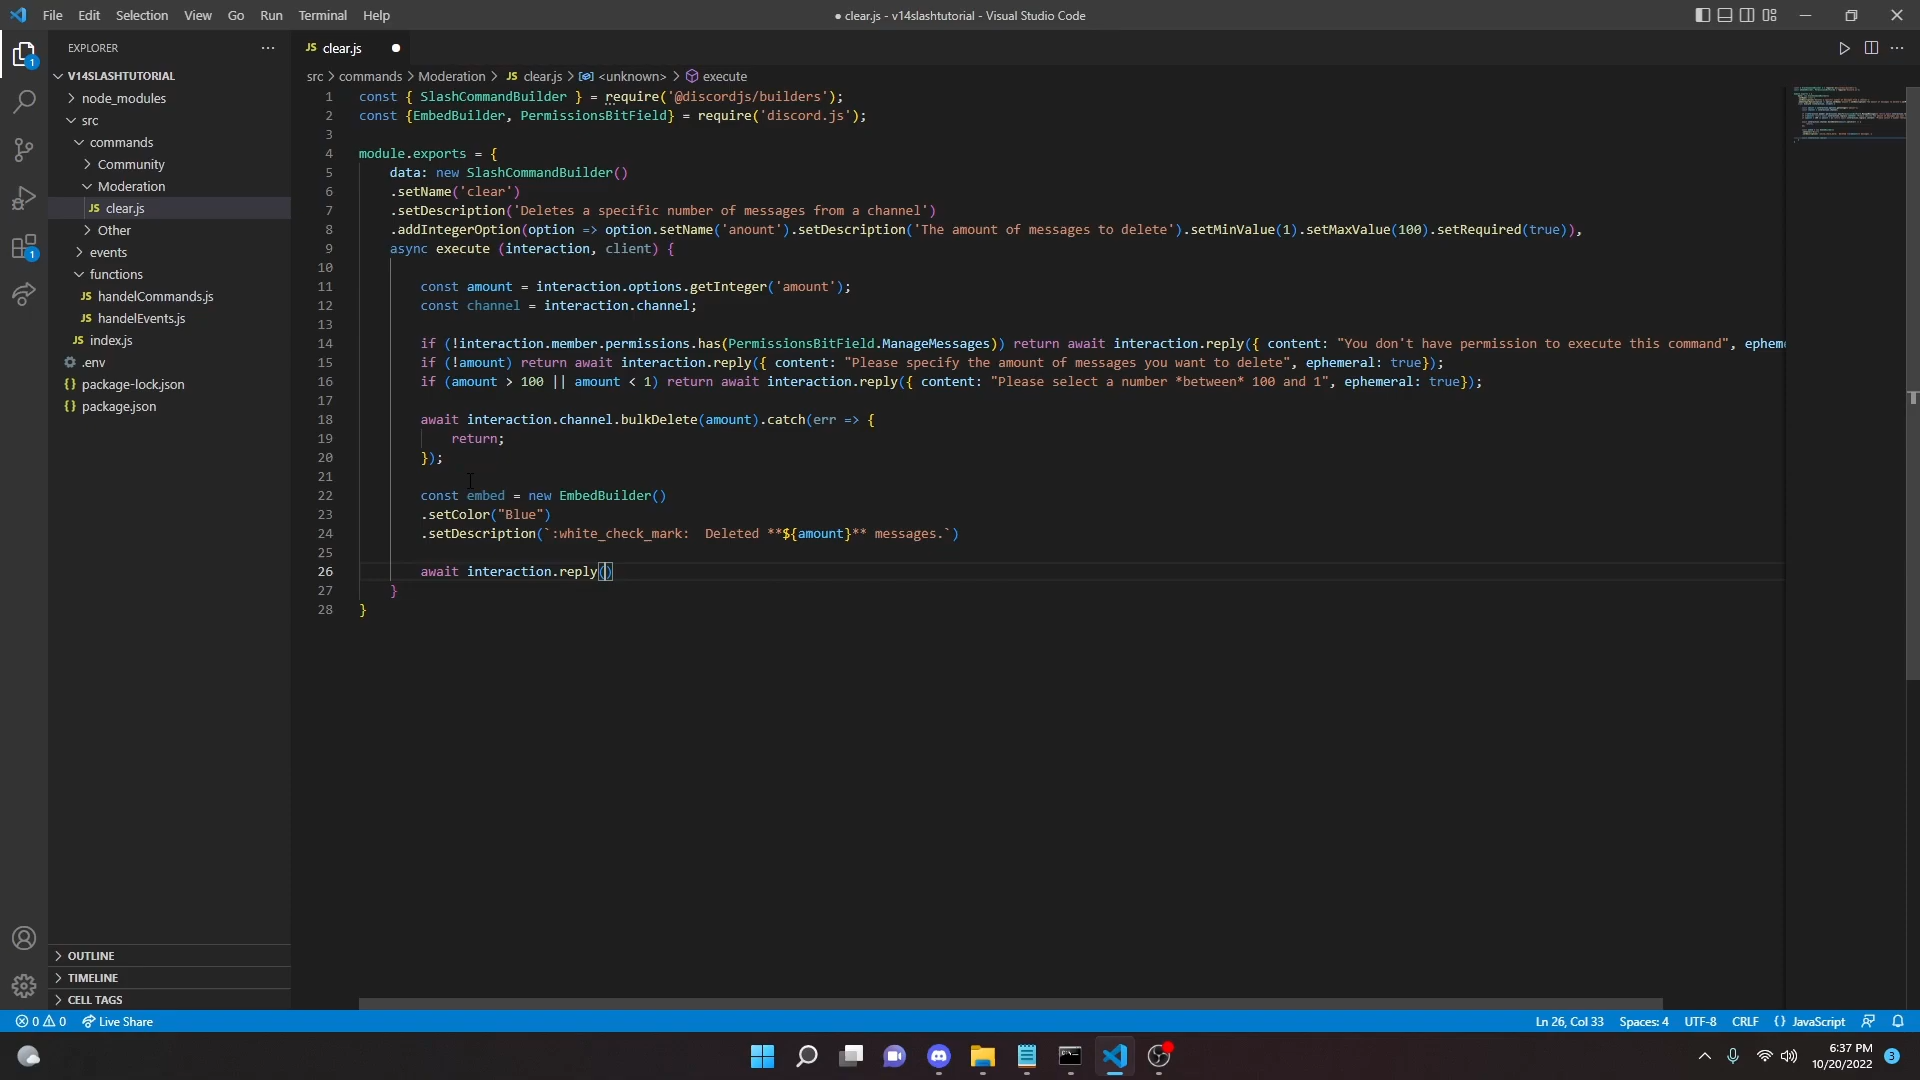 File Edit Selection View Go Run Terminal Help
● clear.js - v14slashtutorial - Visual Studio Code
EXPLORER
JS clear.js
src > commands > Moderation > JS clear.js > <unknown> > execute
V14SLASHTUTORIAL
node_modules
src
commands
Community
Moderation
JS clear.js
Other
events
functions
JS handelCommands.js
JS handelEvents.js
JS index.js
.env
{} package-lock.json
{} package.json
OUTLINE
TIMELINE
CELL TAGS
1 const { SlashCommandBuilder } = require('@discordjs/builders');
2 const {EmbedBuilder, PermissionsBitField} = require('discord.js');
3
4 module.exports = {
5 data: new SlashCommandBuilder()
6 .setName('clear')
7 .setDescription('Deletes a specific number of messages from a channel')
8 .addIntegerOption(option => option.setName('anount').setDescription('The amount of messages to delete').setMinValue(1).setMaxValue(100).setRequired(true)),
9 async execute (interaction, client) {
10
11 const amount = interaction.options.getInteger('amount');
12 const channel = interaction.channel;
13
14 if (!interaction.member.permissions.has(PermissionsBitField.ManageMessages)) return await interaction.reply({ content: "You don't have permission to execute this command", ephem
15 if (!amount) return await interaction.reply({ content: "Please specify the amount of messages you want to delete", ephemeral: true});
16 if (amount > 100 || amount < 1) return await interaction.reply({ content: "Please select a number *between* 100 and 1", ephemeral: true});
17
18 await interaction.channel.bulkDelete(amount).catch(err => {
19 return;
20 });
21
22 const embed = new EmbedBuilder()
23 .setColor("Blue")
24 .setDescription(`:white_check_mark:  Deleted **${amount}** messages.`)
25
26 await interaction.reply()
27 }
28 }
0 0 Live Share
Ln 26, Col 33 Spaces: 4 UTF-8 CRLF {} JavaScript
6:37 PM
10/20/2022
3
1
1